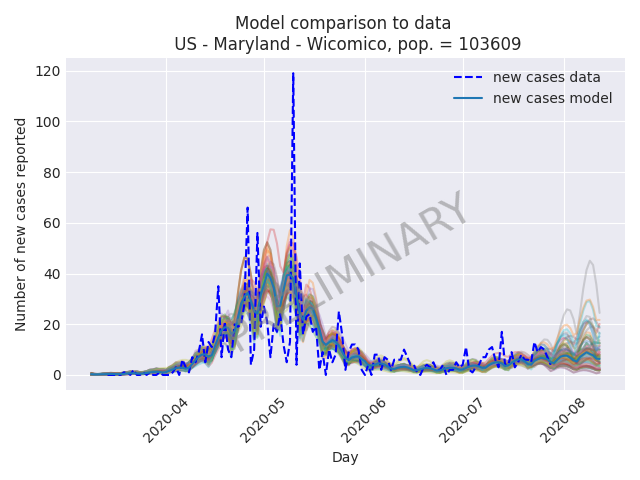 Model comparison to data
US - Maryland - Wicomico, pop. = 103609
new cases data
new cases model
PRELIMINARY
Number of new cases reported
120
100
80
60
40
20
0
2020-04
2020-05
2020-06
2020-07
2020-08
Day